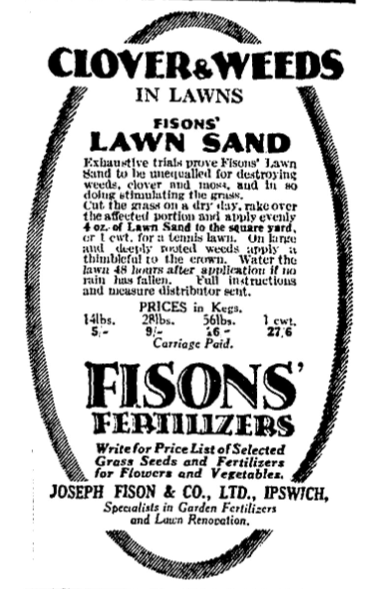 CLOVER & WEEDS
IN LAWNS
FISONS'
LAWN SAND
Exhaustive trials prove Fisons' Lawn
Sand to be unequalled for destroying
weeds, clover and moss, and in so
doing stimulating the grass.
Cut the grass on a dry day, rake over
the affected portion and apply evenly
4 oz. of Lawn Sand to the square yard,
or 1 cwt. for a tennis lawn. On large
and deeply rooted weeds apply a
thimbleful to the crown. Water the
lawn 48 hours after application if no
rain has fallen. Full instructions
and measure distributor sent.
PRICES in Kegs.
14lbs. 28lbs. 56lbs. 1 cwt.
5/- 9/- 16/- 27/6
Carriage Paid.
FISONS'
FERTILIZERS
Write for Price List of Selected
Grass Seeds and Fertilizers
for Flowers and Vegetables.
JOSEPH FISON & CO., LTD., IPSWICH,
Specialists in Garden Fertilizers
and Lawn Renovation.